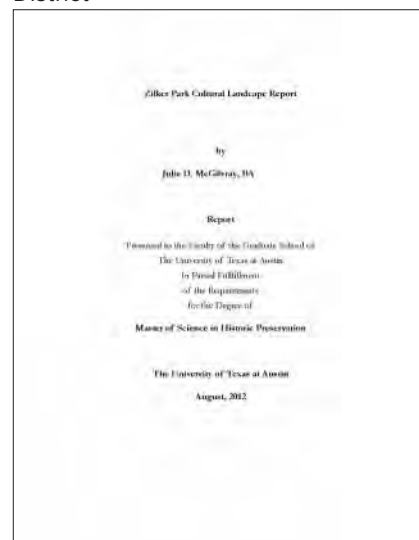 District
Zilker Park Cultural Landscape Report
by
Julie D. McGilvray, BA
Report
Presented to the Faculty of the Graduate School of
The University of Texas at Austin
In Partial Fulfillment
of the Requirements
for the Degree of
Master of Science in Historic Preservation
The University of Texas at Austin
August, 2012